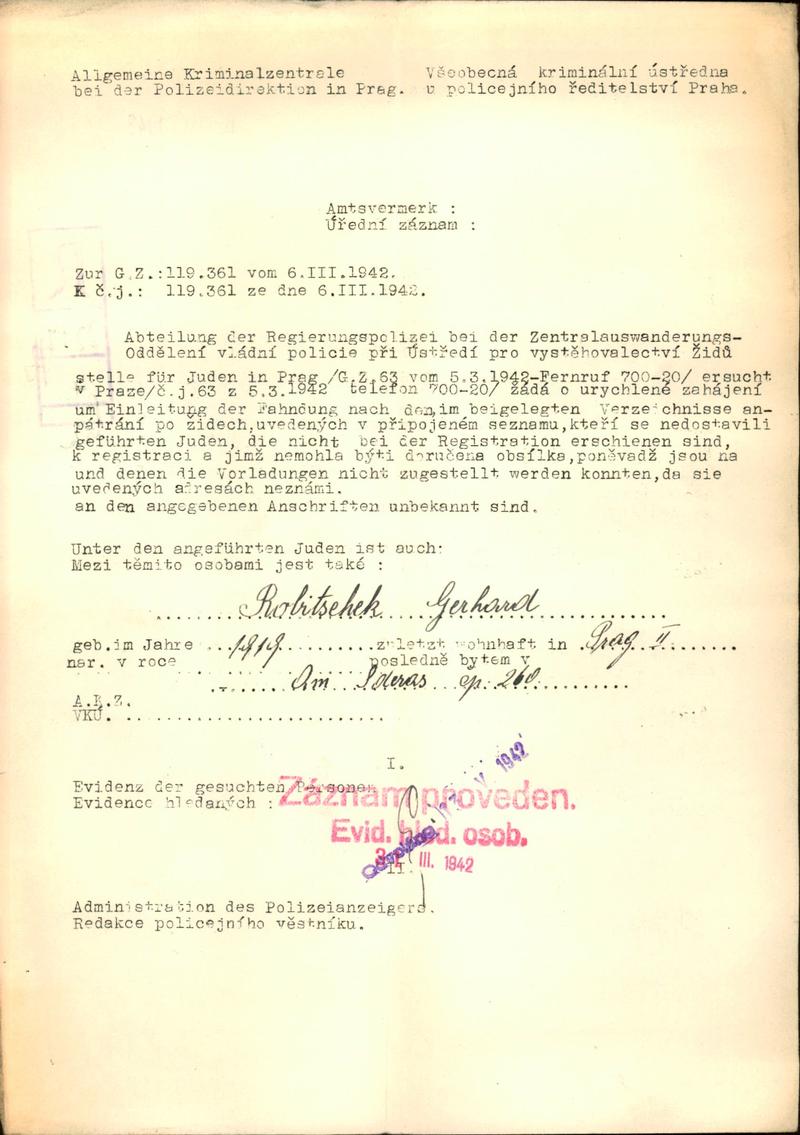 Allgemeine Kriminalzentrale
bei der Polizeidirektion in Prag.
Všeobecná kriminální ústředna
u policejního ředitelství Praha.
Amtsvermerk :
Úřední záznam :
Zur G.Z.:119.361 vom 6.III.1942.
K č.j.: 119.361 ze dne 6.III.1942.
Abteilung der Regierungspolizei bei der Zentralauswanderungs-
Oddělení vládní policie při Ústředí pro vystěhovalectví Židů
stelle für Juden in Prag /G.Z.63 vom 5.3.1942-Fernruf 700-20/ ersucht
v Praze/č.j.63 z 5.3.1942 telefon 700-20/ žádá o urychlené zahájení
um Einleitung der Fahndung nach den,im beigelegten Verzeichnisse an-
pátrání po židech,uvedených v připojeném seznamu,kteří se nedostavili
geführten Juden, die nicht bei der Registration erschienen sind,
k registraci a jimž nemohla býti doručena obsílka,poněvadž jsou na
und denen die Vorladungen nicht zugestellt werden konnten,da sie
uvedených adresách neznámi.
an den angegebenen Anschriften unbekannt sind.
Unter den angeführten Juden ist auch:
Mezi těmito osobami jest také :
Robitschek Gerhard
geb.im Jahre 1919 zuletzt wohnhaft in Prag II
nar. v roce posledně bytem v
Am čp. 260
A.K.Z.
VKÚ.
I.
Evidenz der gesuchten Personen
Evidence hledaných :
Záznam proveden.
Evid. hled. osob.
III. 1942
V 1942
II.
Administration des Polizeianzeigers.
Redakce policejního věstníku.